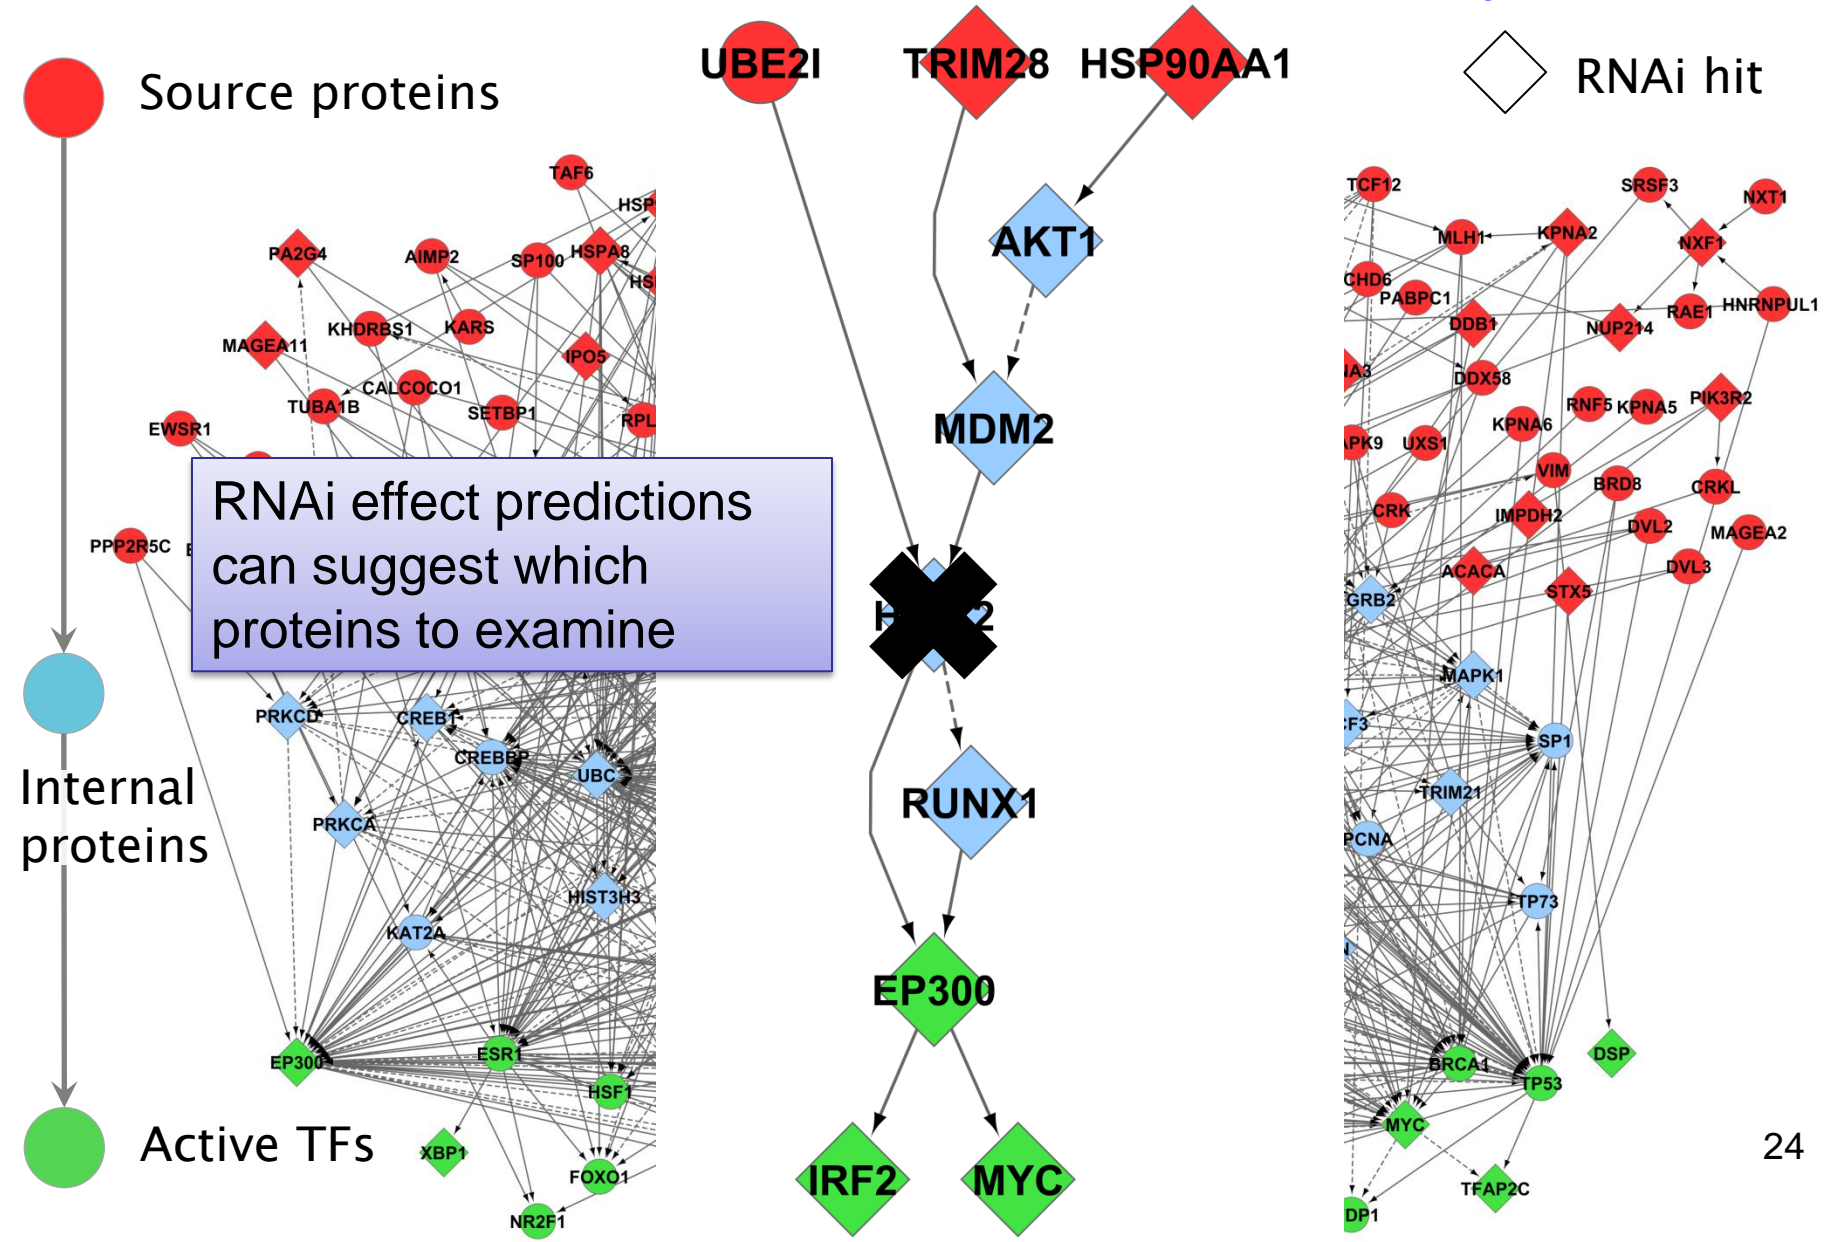 UBE2I
TRIM28
HSP90AA1
RNAi hit
Source proteins
AKT1
MDM2
RUNX1
EP300
IRF2
MYC
TAF6
PA2G4
AIMP2
SP100
HSPA8
KHDRBS1
KARS
MAGEA11
IPO5
CALCOCO1
TUBA1B
SETBP1
EWSR1
PPP2R5C
RNAi effect predictions
can suggest which
proteins to examine
PRKCD
CREB1
CREBBP
UBC
PRKCA
HIST3H3
KAT2A
Internal
proteins
EP300
ESR1
HSF1
XBP1
FOXO1
NR2F1
Active TFs
TCF12
SRSF3
NXT1
MLH1
KPNA2
NXF1
CHD6
PABPC1
RAE1
HNRNPUL1
DDB1
NUP214
DDX58
RNF5
KPNA5
PIK3R2
KPNA6
UXS1
VIM
BRD8
CRKL
CRK
IMPDH2
DVL2
MAGEA2
ACACA
STX5
DVL3
GRB2
MAPK1
SP1
TRIM21
PCNA
TP73
BRCA1
TP53
DSP
MYC
TFAP2C
24